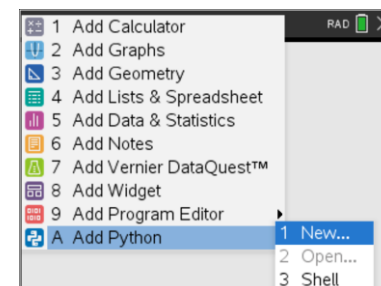 RAD
1 Add Calculator
2 Add Graphs
3 Add Geometry
4 Add Lists & Spreadsheet
5 Add Data & Statistics
6 Add Notes
7 Add Vernier DataQuest™
8 Add Widget
9 Add Program Editor
A Add Python
1 New...
2 Open...
3 Shell